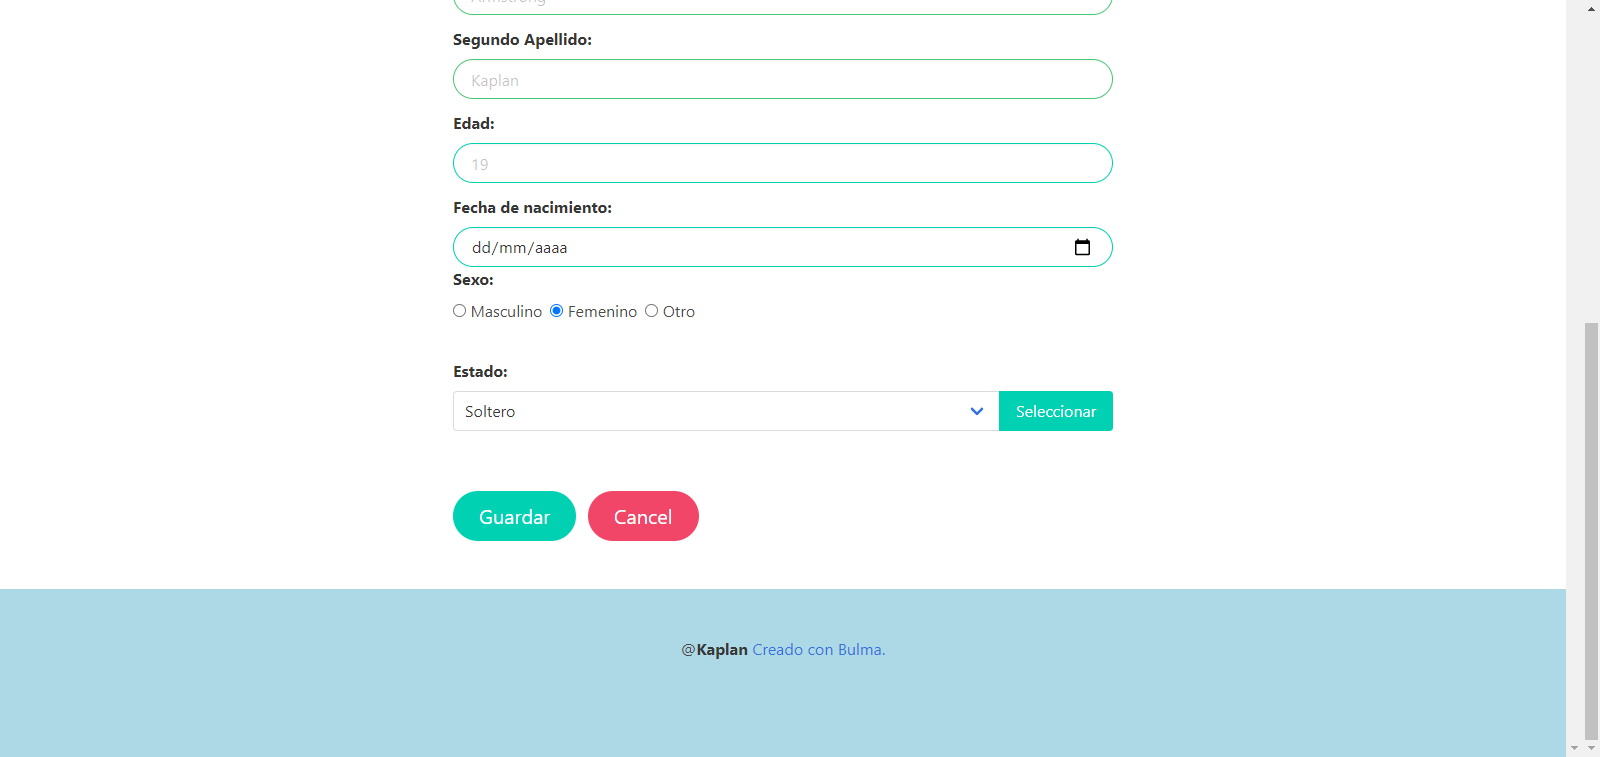 Armstrong
Segundo Apellido:
Kaplan
Edad:
19
Fecha de nacimiento:
dd/mm/aaaa
Sexo:
Masculino Femenino Otro
Estado:
Soltero Seleccionar
Guardar Cancel
@Kaplan Creado con Bulma.